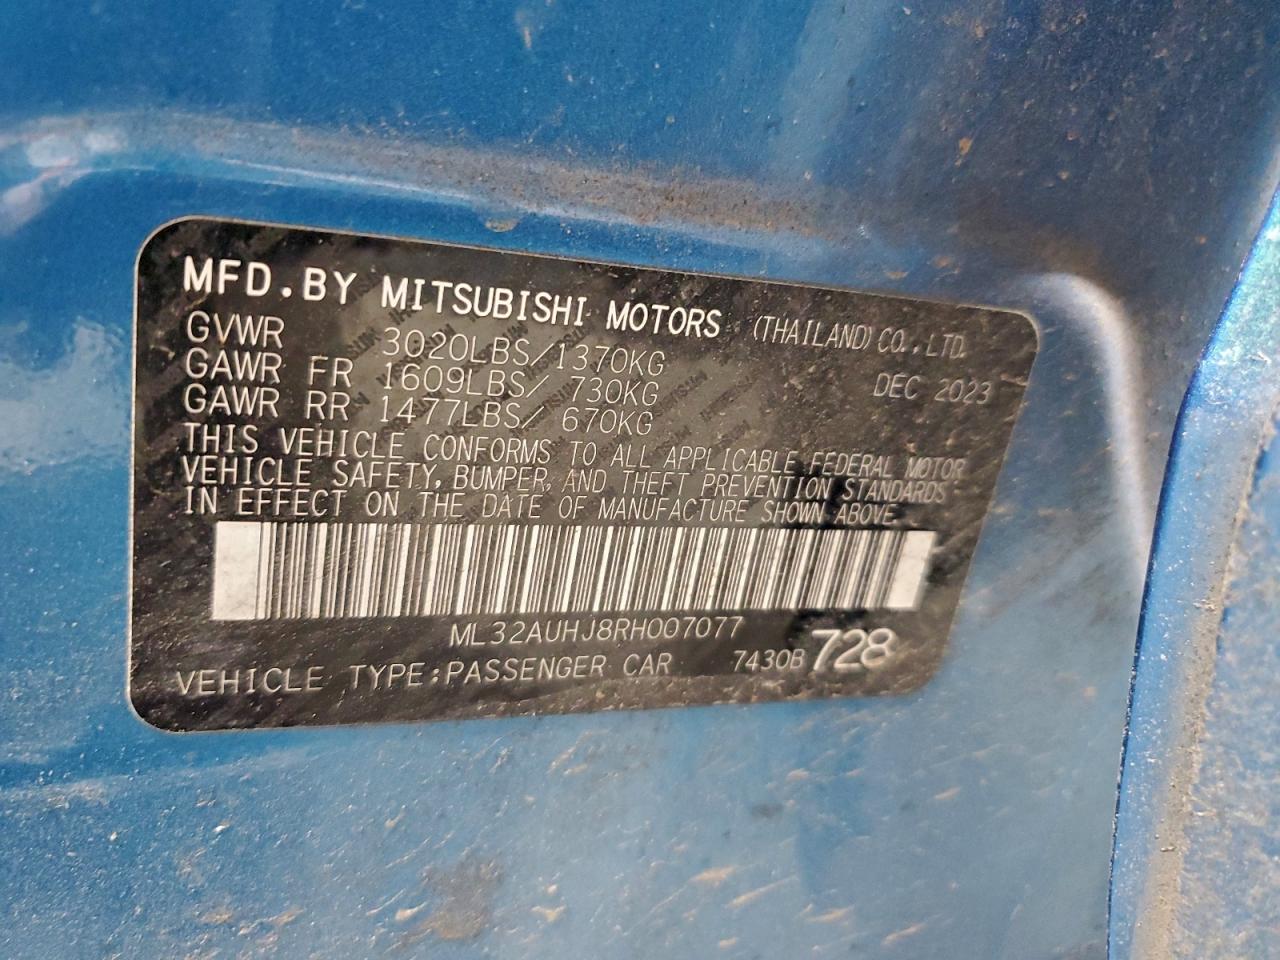 MFD.BY MITSUBISHI MOTORS (THAILAND) CO.,LTD.
GVWR 3020LBS/1370KG
GAWR FR 1609LBS/ 730KG DEC 2023
GAWR RR 1477LBS/ 670KG
THIS VEHICLE CONFORMS TO ALL APPLICABLE FEDERAL MOTOR
VEHICLE SAFETY, BUMPER, AND THEFT PREVENTION STANDARDS
IN EFFECT ON THE DATE OF MANUFACTURE SHOWN ABOVE.
ML32AUHJ8RH007077
VEHICLE TYPE:PASSENGER CAR 7430B 728